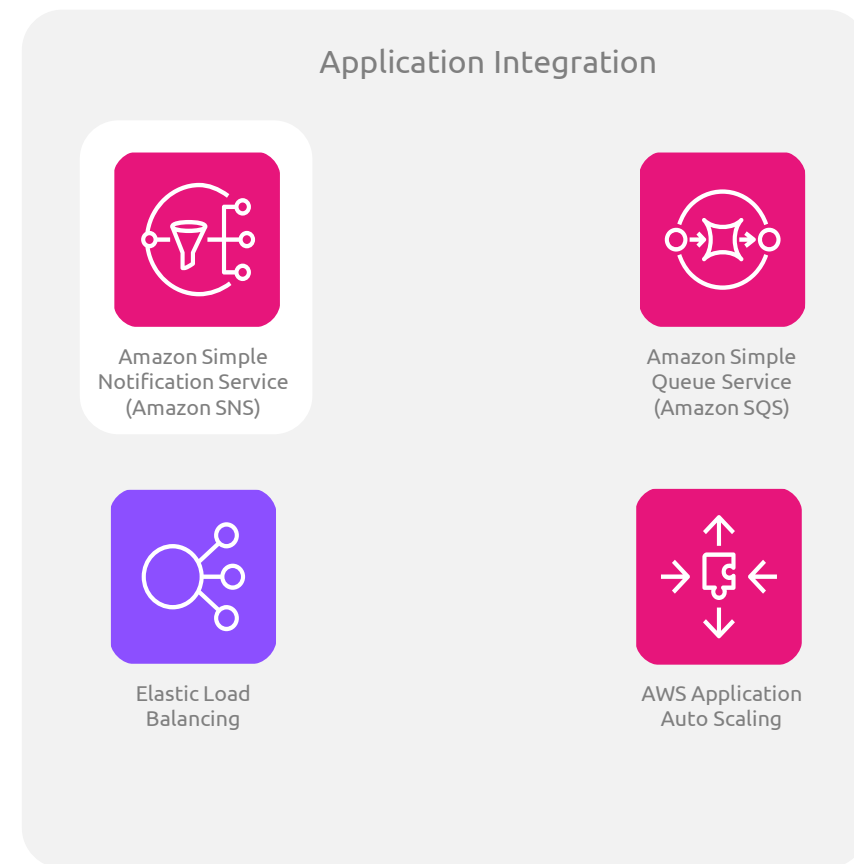 Application Integration
Amazon Simple
Notification Service
(Amazon SNS)
Amazon Simple
Queue Service
(Amazon SQS)
Elastic Load
Balancing
AWS Application
Auto Scaling